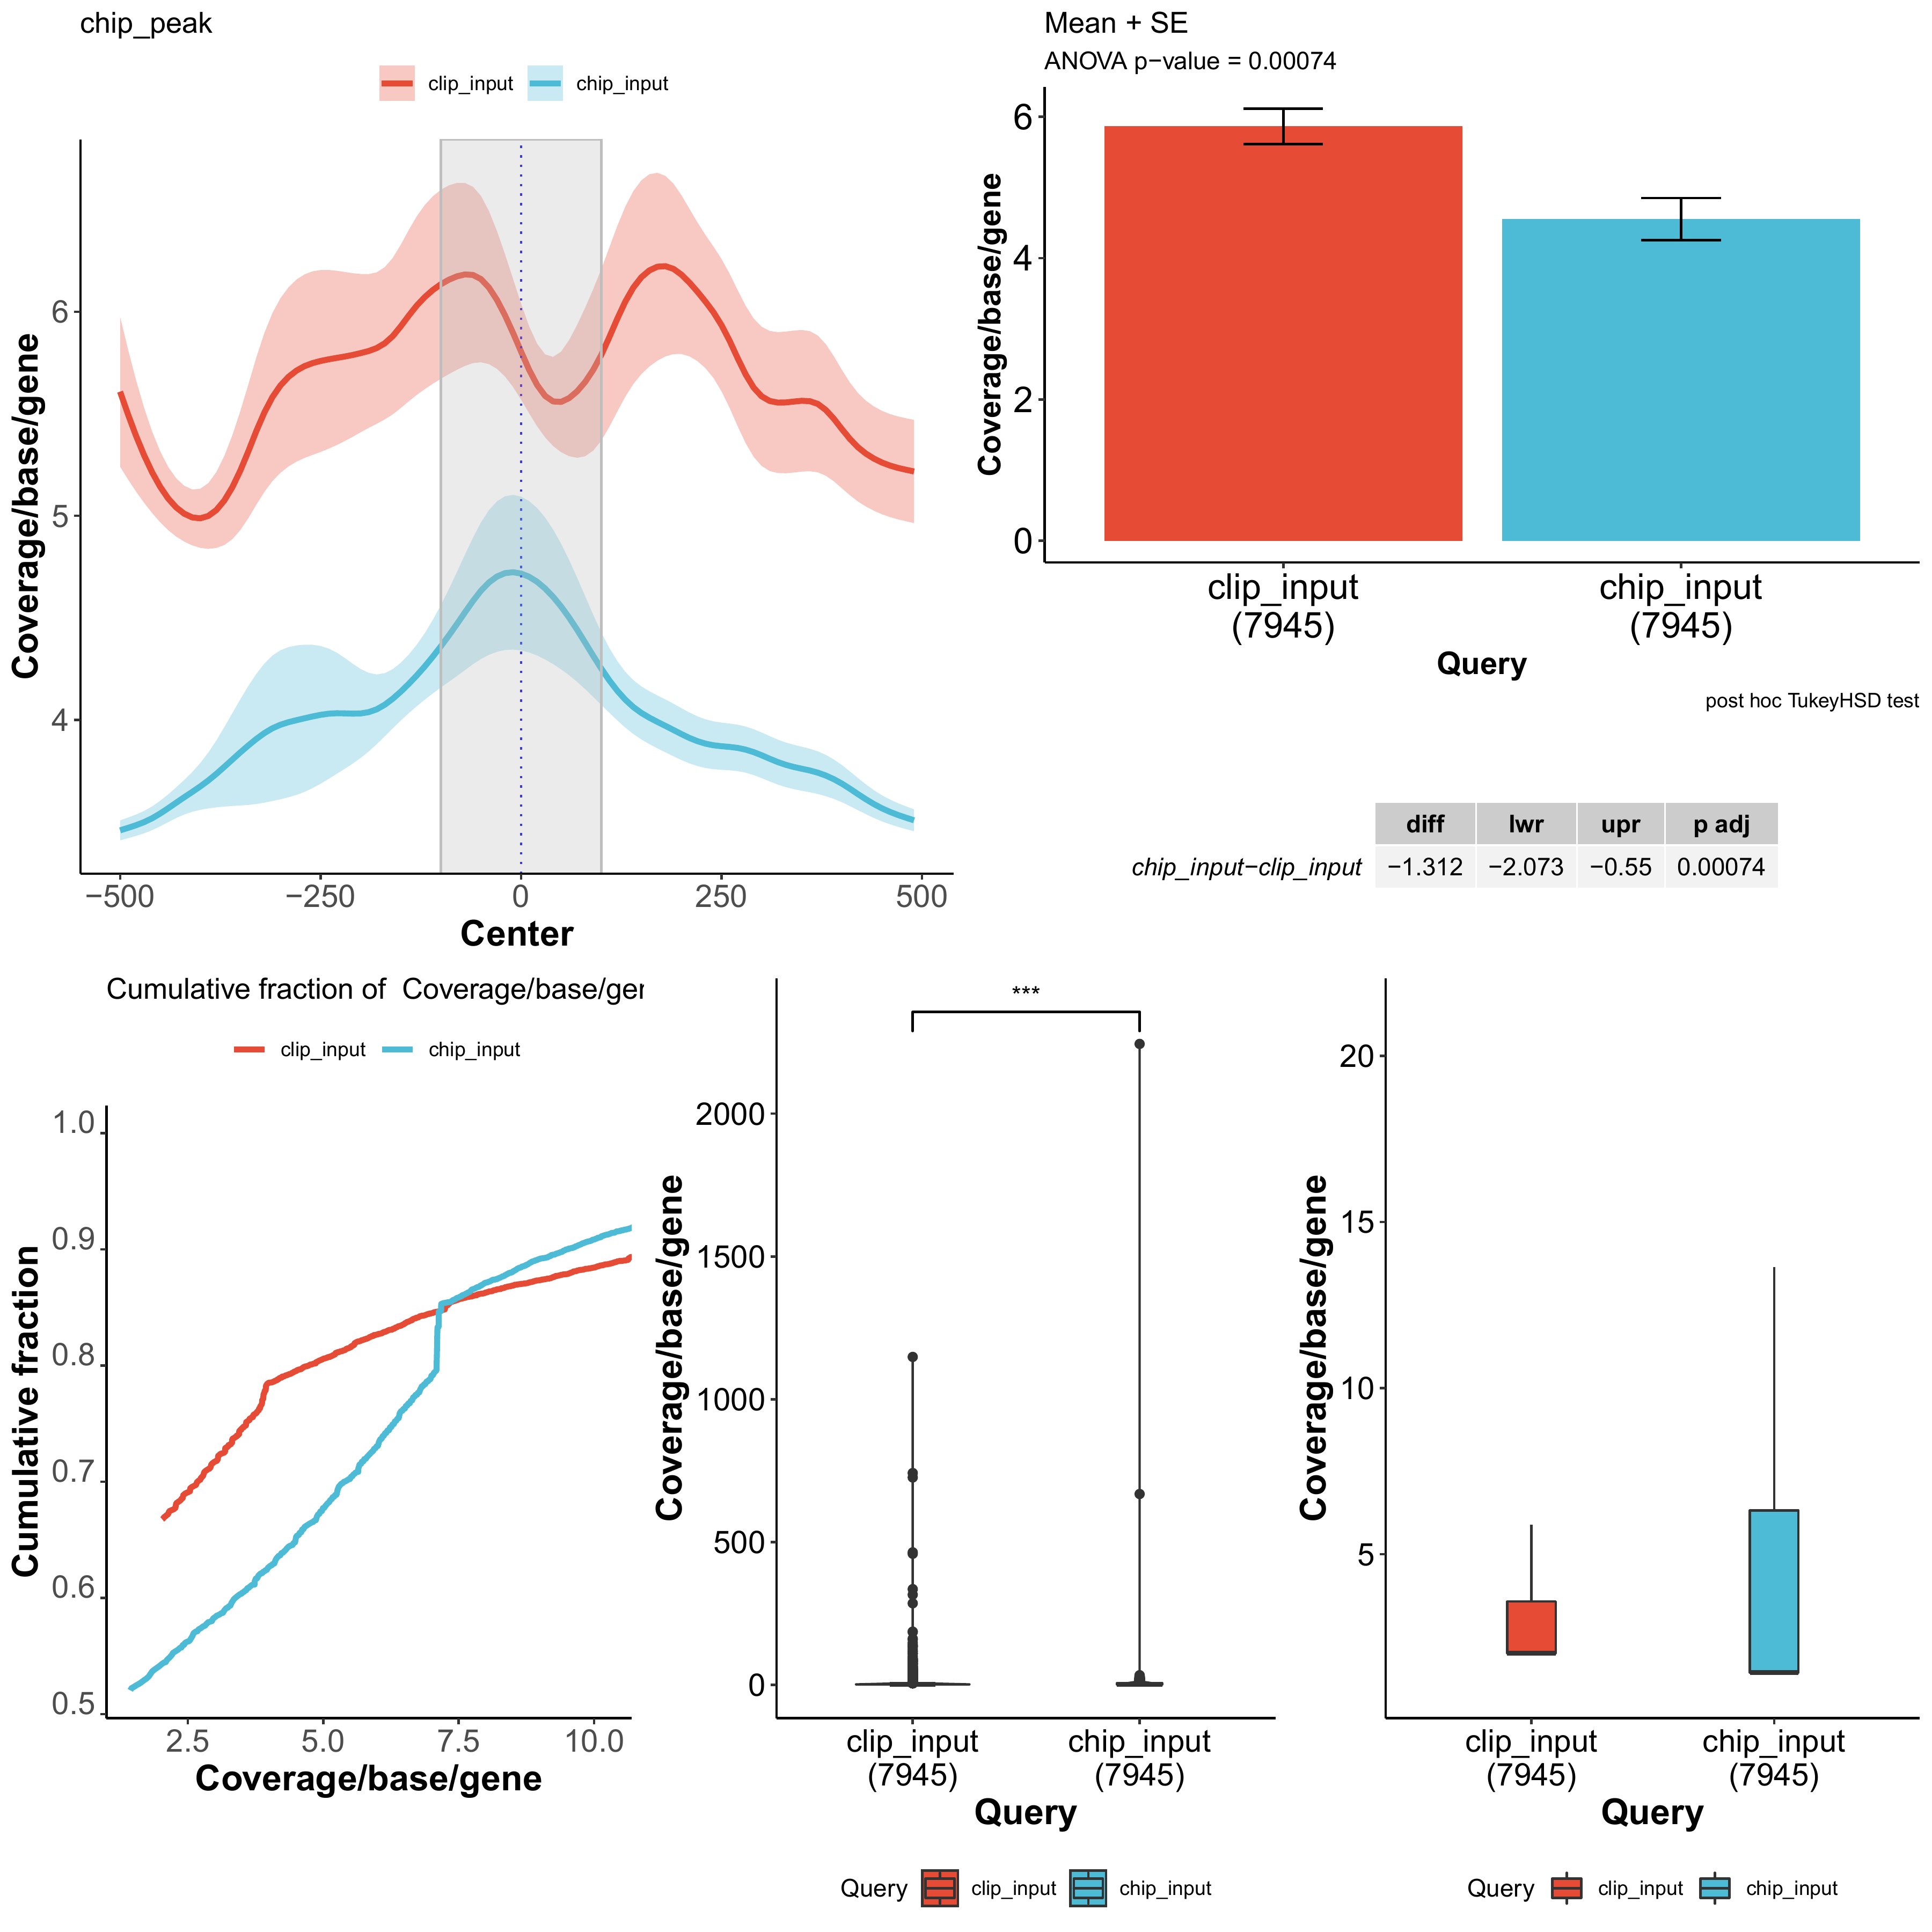 chip_peak
clip_input chip_input
Coverage/base/gene
6
5
4
−500 −250 0 250 500
Center
Mean + SE
ANOVA p−value = 0.00074
Coverage/base/gene
6
4
2
0
clip_input chip_input
(7945) (7945)
Query
post hoc TukeyHSD test
diff lwr upr p adj
chip_input−clip_input −1.312 −2.073 −0.55 0.00074
Cumulative fraction of Coverage/base/ger
clip_input chip_input
Cumulative fraction
1.0
0.9
0.8
0.7
0.6
0.5
2.5 5.0 7.5 10.0
Coverage/base/gene
***
Coverage/base/gene
2000
1500
1000
500
0
clip_input chip_input
(7945) (7945)
Query
Query clip_input chip_input
Coverage/base/gene
20
15
10
5
clip_input chip_input
(7945) (7945)
Query
Query clip_input chip_input